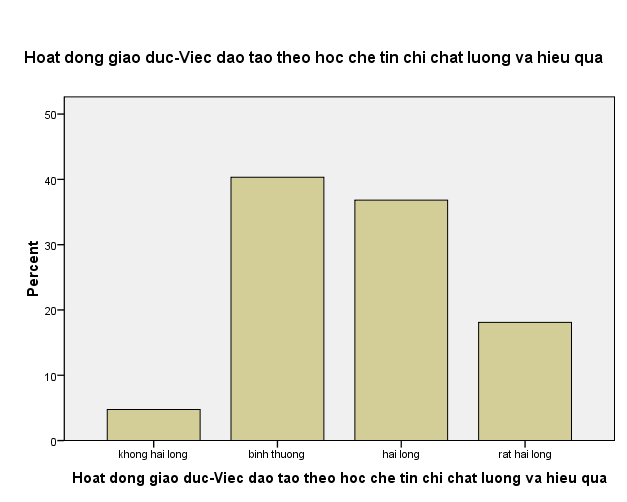 Hoat dong giao duc-Viec dao tao theo hoc che tin chi chat luong va hieu qua
50
40
30
20
10
0
Percent
khong hai long binh thuong hai long rat hai long
Hoat dong giao duc-Viec dao tao theo hoc che tin chi chat luong va hieu qua